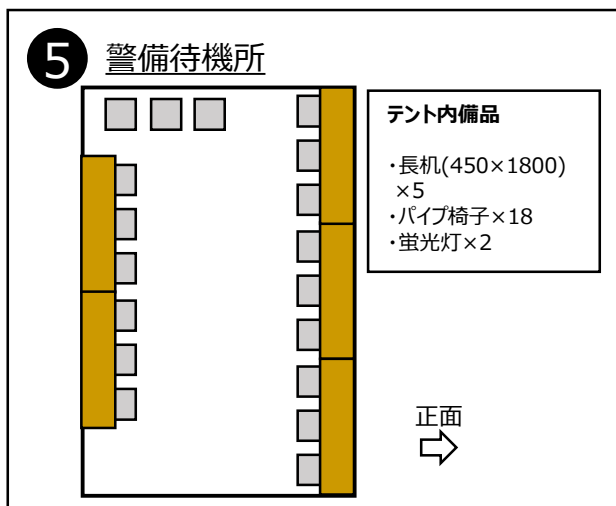 5 警備待機所
テント内備品
・長机(450×1800)
×5
・パイプ椅子×18
・蛍光灯×2
正面